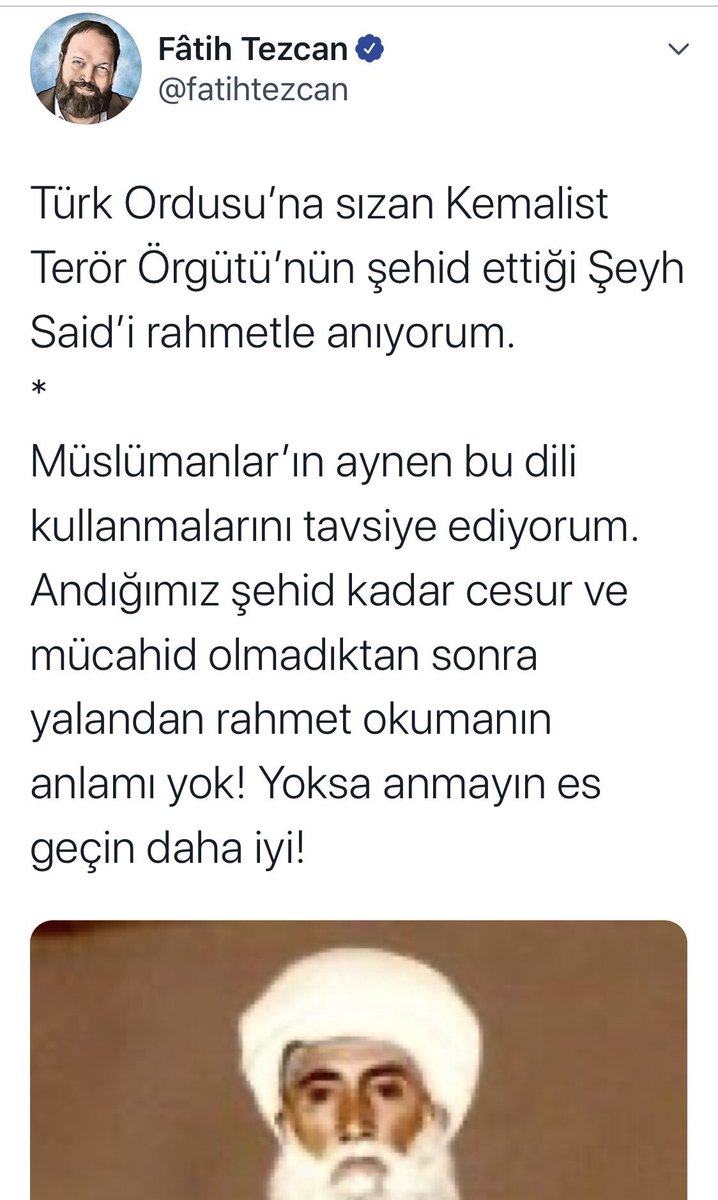 Fâtih Tezcan
@fatihtezcan
Türk Ordusu’na sızan Kemalist
Terör Örgütü’nün şehid ettiği Şeyh
Said’i rahmetle anıyorum.
*
Müslümanlar’ın aynen bu dili
kullanmalarını tavsiye ediyorum.
Andığımız şehid kadar cesur ve
mücahid olmadıktan sonra
yalandan rahmet okumanın
anlamı yok! Yoksa anmayın es
geçin daha iyi!